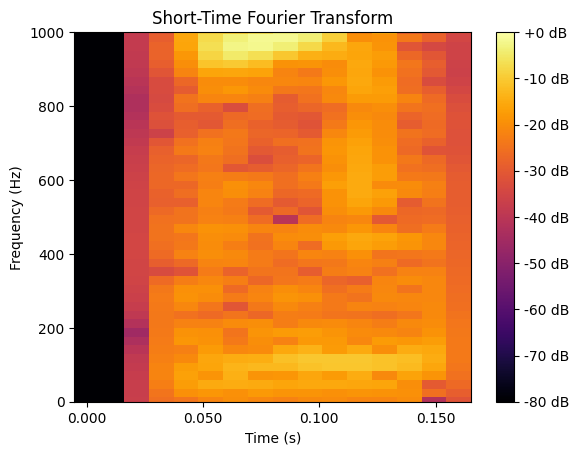 Short-Time Fourier Transform
1000
800
600
400
200
0
Frequency (Hz)
0.000
0.050
0.100
0.150
Time (s)
+0 dB
-10 dB
-20 dB
-30 dB
-40 dB
-50 dB
-60 dB
-70 dB
-80 dB